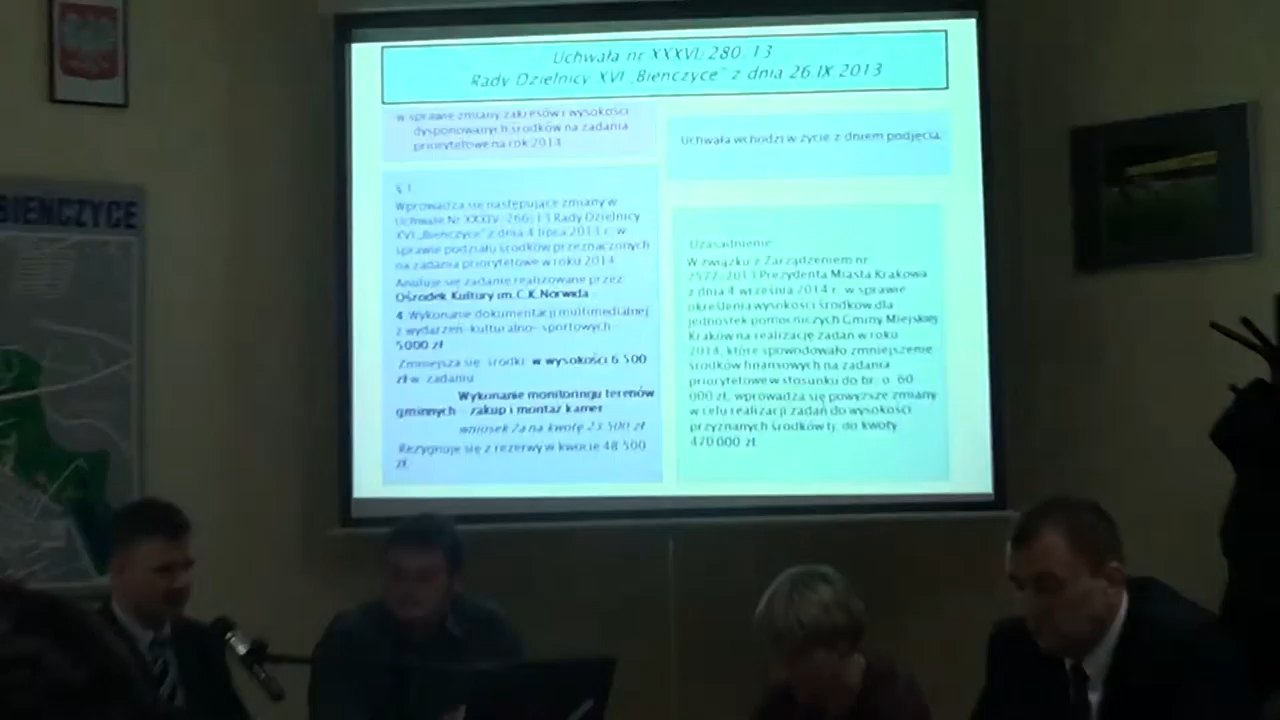 BIENCZYCE
Uchwała nr XXXVI/280/13
Rady Dzielnicy XVI „Bieńczyce" z dnia 26.IX 2013
w sprawie zmiany zakresów i wysokości
dysponowanych środków na zadania
priorytetowe na rok 2014
§ 1
Wprowadza się następujące zmiany w
Uchwale Nr XXXIV/266/13 Rady Dzielnicy
XVI „Bieńczyce" z dnia 4 lipca 2013 r. w
sprawie podziału środków przeznaczonych
na zadania priorytetowe w roku 2014
Anuluje się zadanie realizowane przez
Ośrodek Kultury im. C.K. Norwida
4. Wykonanie dokumentacji multimedialnej
z wydarzeń kulturalno- sportowych -
5000 zł
Zmniejsza się środki w wysokości 6 500
zł w zadaniu
Wykonanie monitoringu terenów
gminnych - zakup i montaż kamer
wniosek 2a na kwotę 23 500 zł
Rezygnuje się z rezerwy w kwocie 48 500
zł.
Uchwała wchodzi w życie z dniem podjęcia.
Uzasadnienie:
W związku z Zarządzeniem nr
2577/2013 Prezydenta Miasta Krakowa
z dnia 4 września 2014 r. w sprawie
określenia wysokości środków dla
jednostek pomocniczych Gminy Miejskiej
Kraków na realizację zadań w roku
2014, które spowodowało zmniejszenie
środków finansowych na zadania
priorytetowe w stosunku do br. o 60
000 zł, wprowadza się powyższe zmiany
w celu realizacji zadań do wysokości
przyznanych środków tj. do kwoty
470 000 zł.